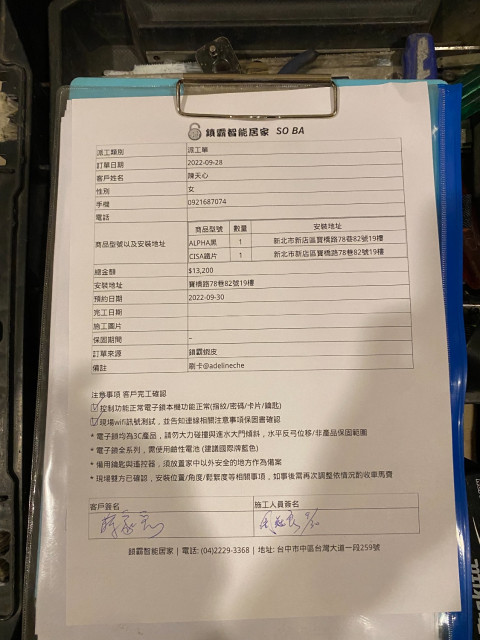 鎖霸智能居家 SOBA
派工類別 派工單
訂單日期 2022-09-28
客戶姓名 陳天心
性別 女
手機 0921687074
電話
商品型號以及安裝地址 商品型號 數量 安裝地址
ALPHA黑 1 新北市新店區寶橋路78巷82號19樓
CISA鐵片 1 新北市新店區寶橋路78巷82號19樓
總金額 $13,200
安裝地址 寶橋路78巷82號19樓
預約日期 2022-09-30
完工日期
施工圖片
保固期間 –
訂單來源 鎖霸蝦皮
備註 刷卡@adelineche
注意事項 客戶完工確認
控制功能正常電子鎖本機功能正常(指紋/密碼/卡片/鑰匙)
現場wifi訊號測試，並告知連線相關注意事項保固書確認
* 電子鎖均為3C產品，請勿大力碰撞與進水大門傾斜，水平反弓位移/非產品保固範圍
* 電子鎖全系列，需使用鹼性電池 (建議國際牌藍色)
* 備用鑰匙與遙控器，須放置家中以外安全的地方作為備案
* 現場雙方已確認，安裝位置/角度/鬆緊度等相關事項，如事後需再次調整依情況酌收車馬費
客戶簽名 施工人員簽名
9/30
鎖霸智能居家 | 電話: (04)2229-3368 | 地址: 台中市中區台灣大道一段259號